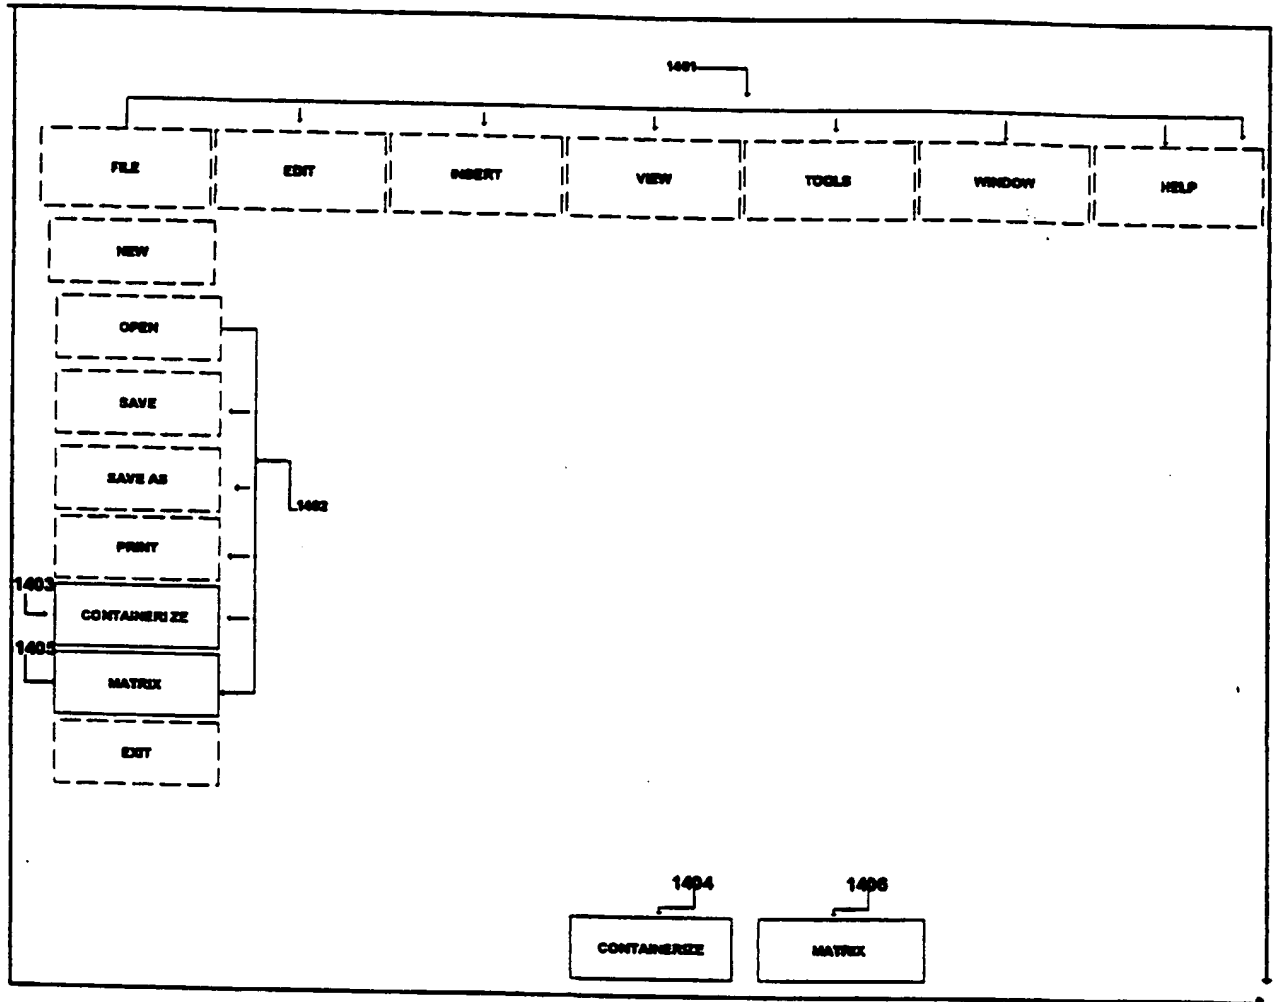 1401
FILE EDIT INSERT VIEW TOOLS WINDOW HELP
NEW
OPEN
SAVE
SAVE AS
1402
PRINT
1403
CONTAINERIZE
1405
MATRIX
EXIT
1404 1406
CONTAINERIZE MATRIX